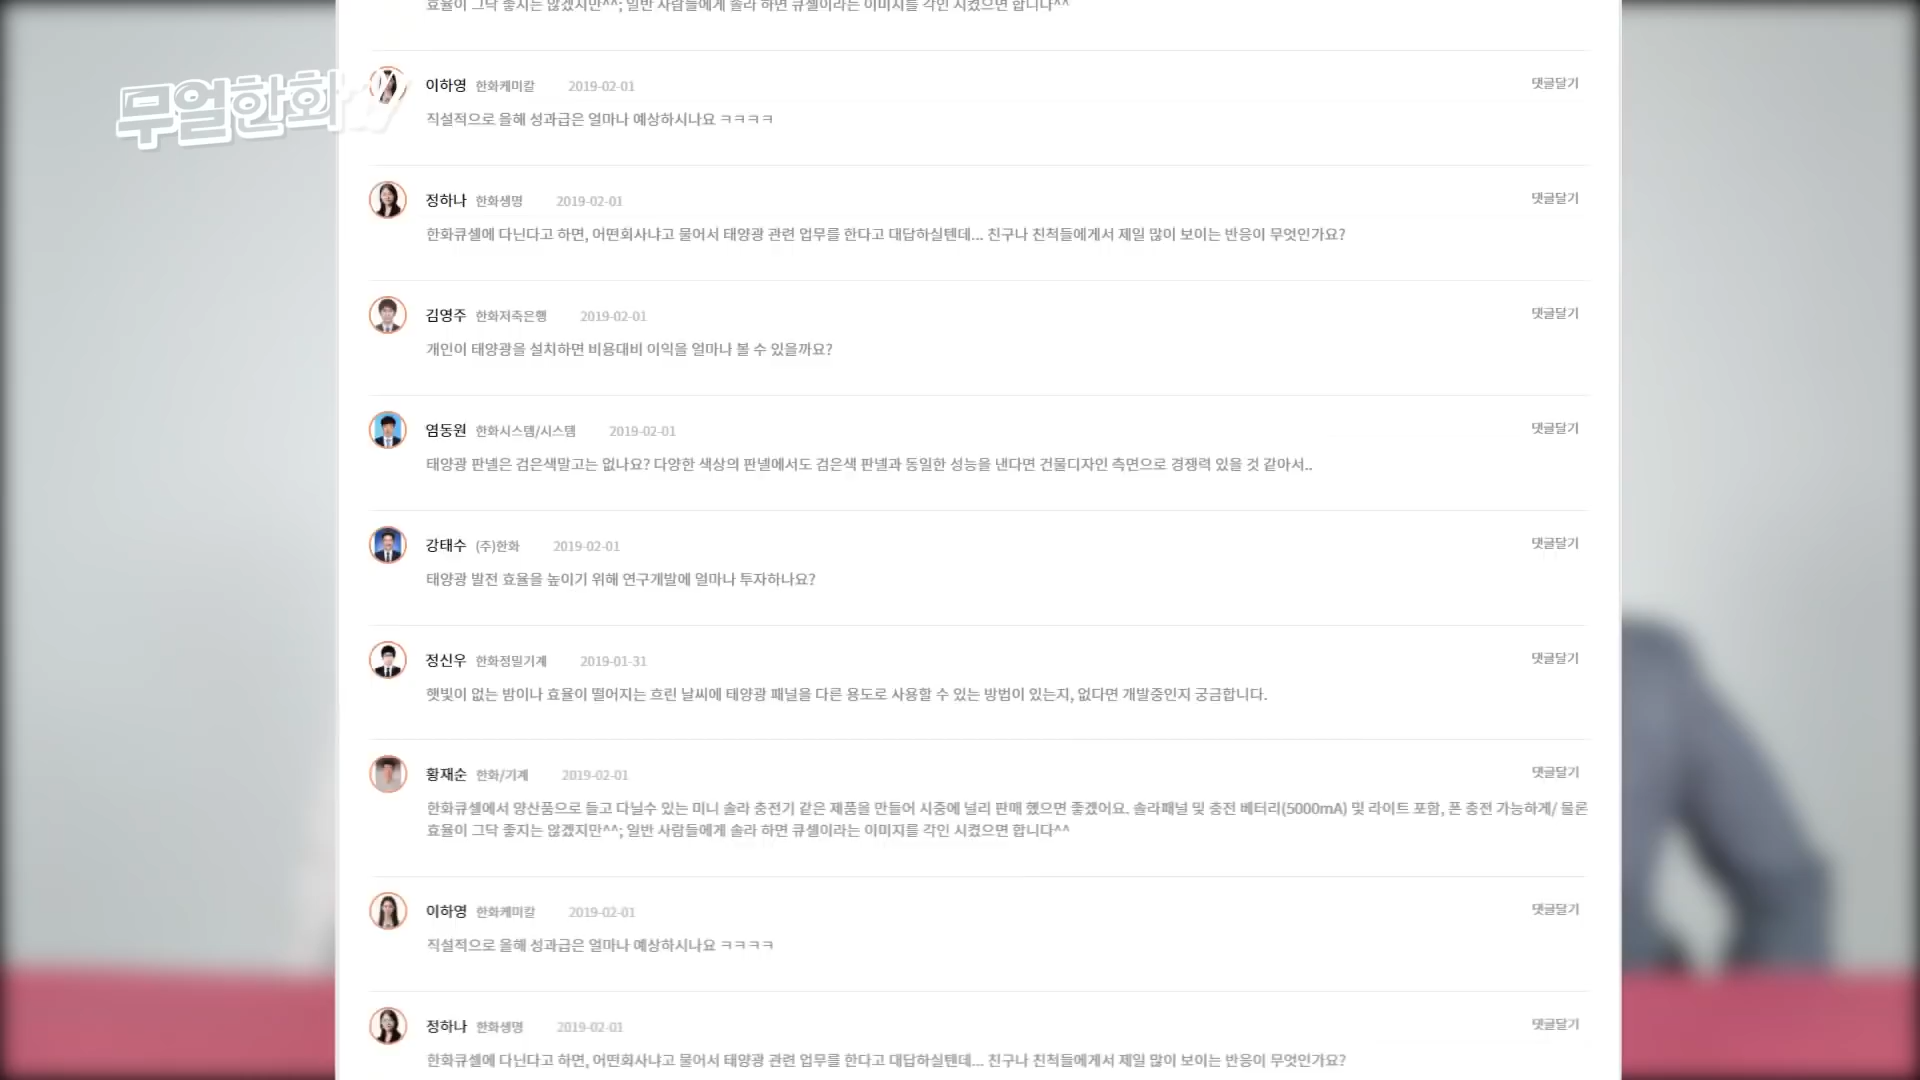 효율이 그닥 좋지는 않겠지만^^; 일반 사람들에게 솔라 하면 큐셀이라는 이미지를 각인 시켰으면 합니다^^
무얼한화
이하영 한화케미칼 2019-02-01 댓글달기
직설적으로 올해 성과급은 얼마나 예상하시나요 ㅋㅋㅋㅋ
정하나 한화생명 2019-02-01 댓글달기
한화큐셀에 다닌다고 하면, 어떤회사냐고 물어서 태양광 관련 업무를 한다고 대답하실텐데... 친구나 친척들에게서 제일 많이 보이는 반응이 무엇인가요?
김영주 한화저축은행 2019-02-01 댓글달기
개인이 태양광을 설치하면 비용대비 이익을 얼마나 볼 수 있을까요?
염동원 한화시스템/시스템 2019-02-01 댓글달기
태양광 판넬은 검은색말고는 없나요? 다양한 색상의 판넬에서도 검은색 판넬과 동일한 성능을 낸다면 건물디자인 측면으로 경쟁력 있을 것 같아서..
강태수 (주)한화 2019-02-01 댓글달기
태양광 발전 효율을 높이기 위해 연구개발에 얼마나 투자하나요?
정신우 한화정밀기계 2019-01-31 댓글달기
햇빛이 없는 밤이나 효율이 떨어지는 흐린 날씨에 태양광 패널을 다른 용도로 사용할 수 있는 방법이 있는지, 없다면 개발중인지 궁금합니다.
황재순 한화/기계 2019-02-01 댓글달기
한화큐셀에서 양산품으로 들고 다닐수 있는 미니 솔라 충전기 같은 제품을 만들어 시중에 널리 판매 했으면 좋겠어요. 솔라패널 및 충전 베터리(5000mA) 및 라이트 포함, 폰 충전 가능하게/ 물론
효율이 그닥 좋지는 않겠지만^^; 일반 사람들에게 솔라 하면 큐셀이라는 이미지를 각인 시켰으면 합니다^^
이하영 한화케미칼 2019-02-01 댓글달기
직설적으로 올해 성과급은 얼마나 예상하시나요 ㅋㅋㅋㅋ
정하나 한화생명 2019-02-01 댓글달기
한화큐셀에 다닌다고 하면, 어떤회사냐고 물어서 태양광 관련 업무를 한다고 대답하실텐데... 친구나 친척들에게서 제일 많이 보이는 반응이 무엇인가요?